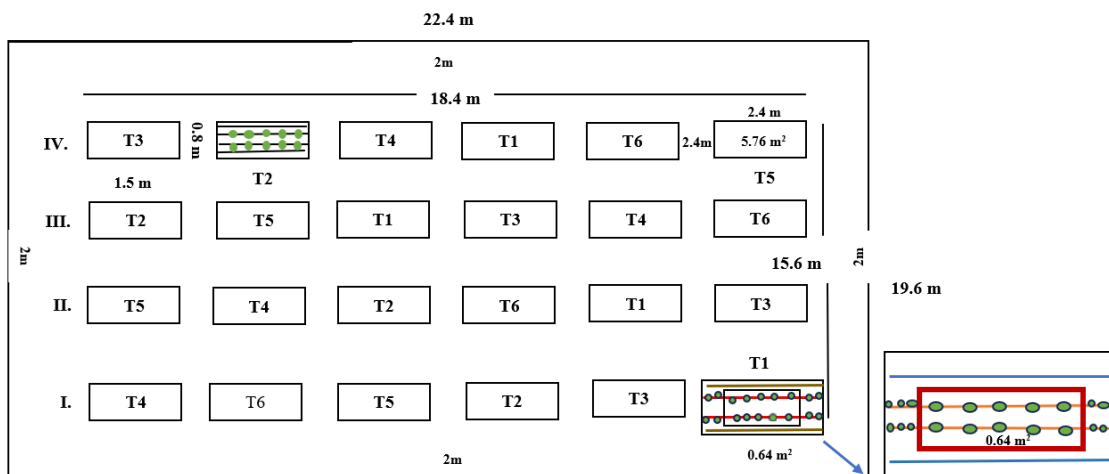 22.4 m
2m
18.4 m
2.4 m
IV. T3 0.8 m T4 T1 T6 2.4m 5.76 m²
1.5 m T2 T5
III. T2 T5 T1 T3 T4 T6
2m 15.6 m 2m
19.6 m
II. T5 T4 T2 T6 T1 T3
T1
I. T4 T6 T5 T2 T3
0.64 m²
2m 0.64 m²